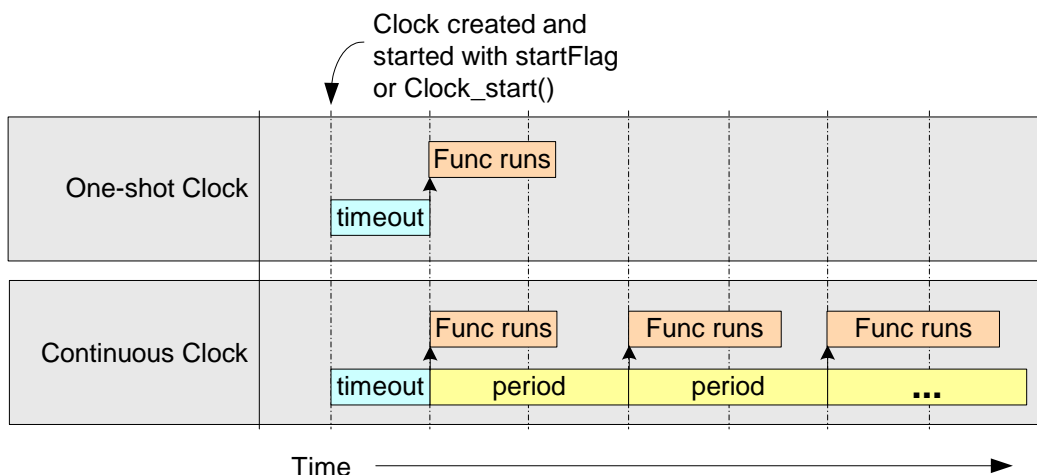 Clock created and
started with startFlag
or Clock_start()
One-shot Clock
Func runs
timeout
Continuous Clock
Func runs
Func runs
Func runs
timeout
period
period
...
Time